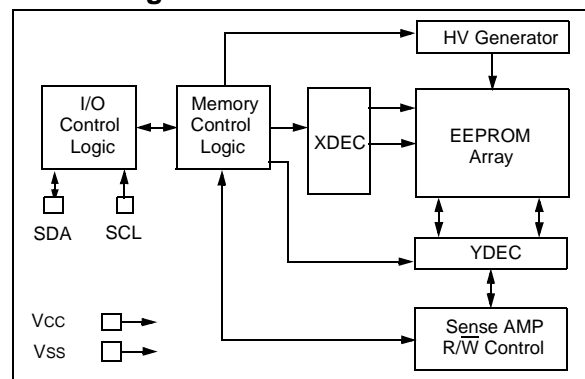 HV Generator
I/O
Control
Logic
Memory
Control
Logic
XDEC
EEPROM
Array
SDA
SCL
YDEC
Vcc
Vss
Sense AMP
R/W̅ Control